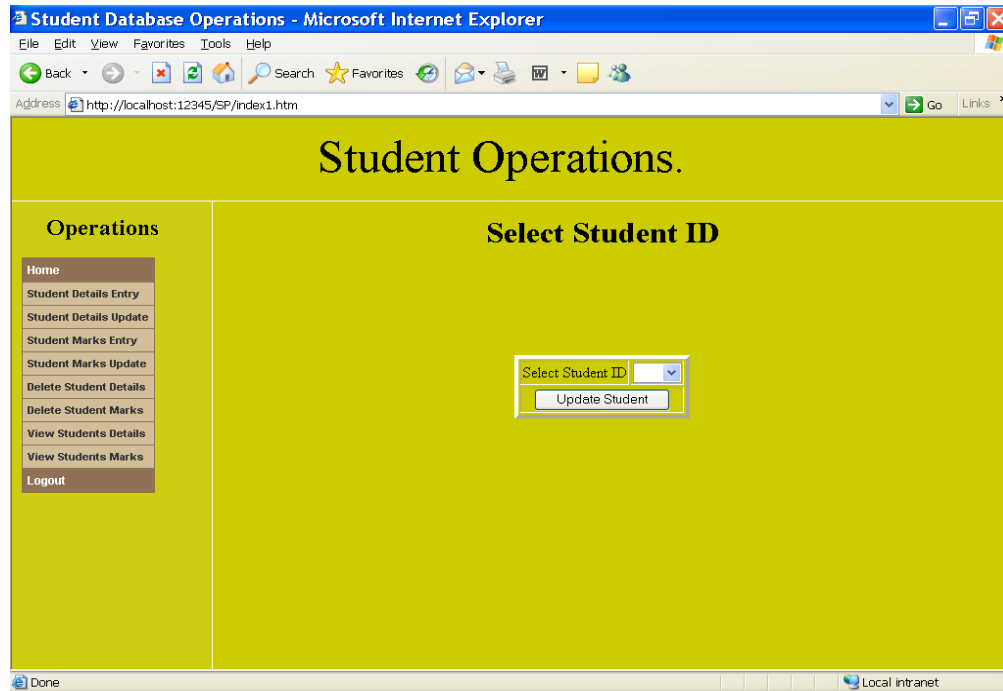 Student Database Operations - Microsoft Internet Explorer
File Edit View Favorites Tools Help
Back Search Favorites
Address http://localhost:12345/SP/index1.htm Go Links
Student Operations.
Operations
Home
Student Details Entry
Student Details Update
Student Marks Entry
Student Marks Update
Delete Student Details
Delete Student Marks
View Students Details
View Students Marks
Logout
Select Student ID
Select Student ID
Update Student
Done Local intranet